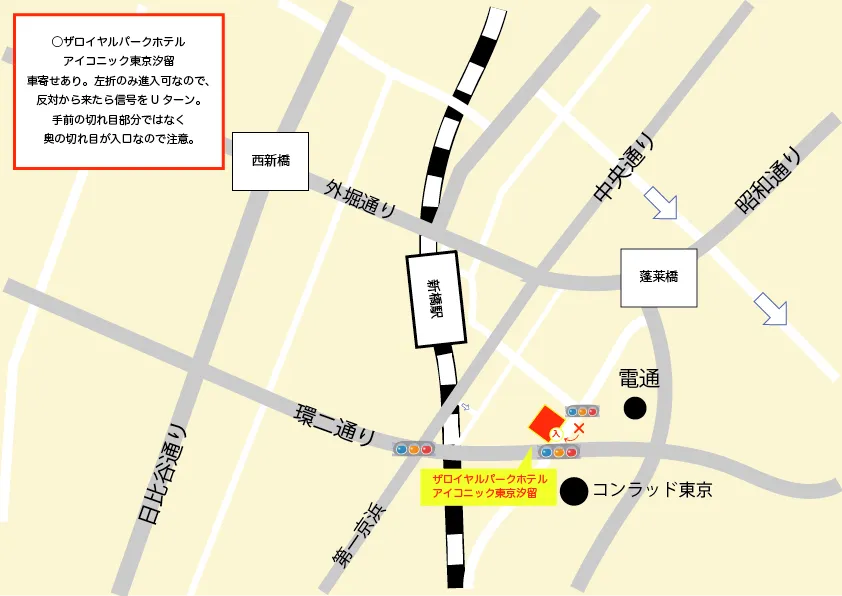 ○ザロイヤルパークホテル
アイコニック東京汐留
車寄せあり。左折のみ進入可なので、
反対から来たら信号をUターン。
手前の切れ目部分ではなく
奥の切れ目が入口なので注意。
西新橋
外堀通り
中央通り
昭和通り
新橋駅
蓬莱橋
電通
環二通り
入
日比谷通り
ザロイヤルパークホテル
アイコニック東京汐留
コンラッド東京
第一京浜